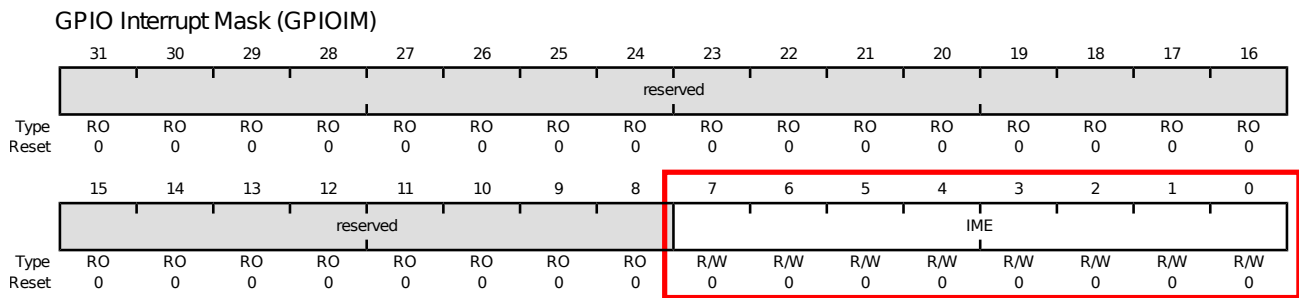 GPIO Interrupt Mask (GPIOIM)
31 30 29 28 27 26 25 24 23 22 21 20 19 18 17 16
reserved
Type RO RO RO RO RO RO RO RO RO RO RO RO RO RO RO RO
Reset 0 0 0 0 0 0 0 0 0 0 0 0 0 0 0 0
15 14 13 12 11 10 9 8 7 6 5 4 3 2 1 0
reserved IME
Type RO RO RO RO RO RO RO RO R/W R/W R/W R/W R/W R/W R/W R/W
Reset 0 0 0 0 0 0 0 0 0 0 0 0 0 0 0 0